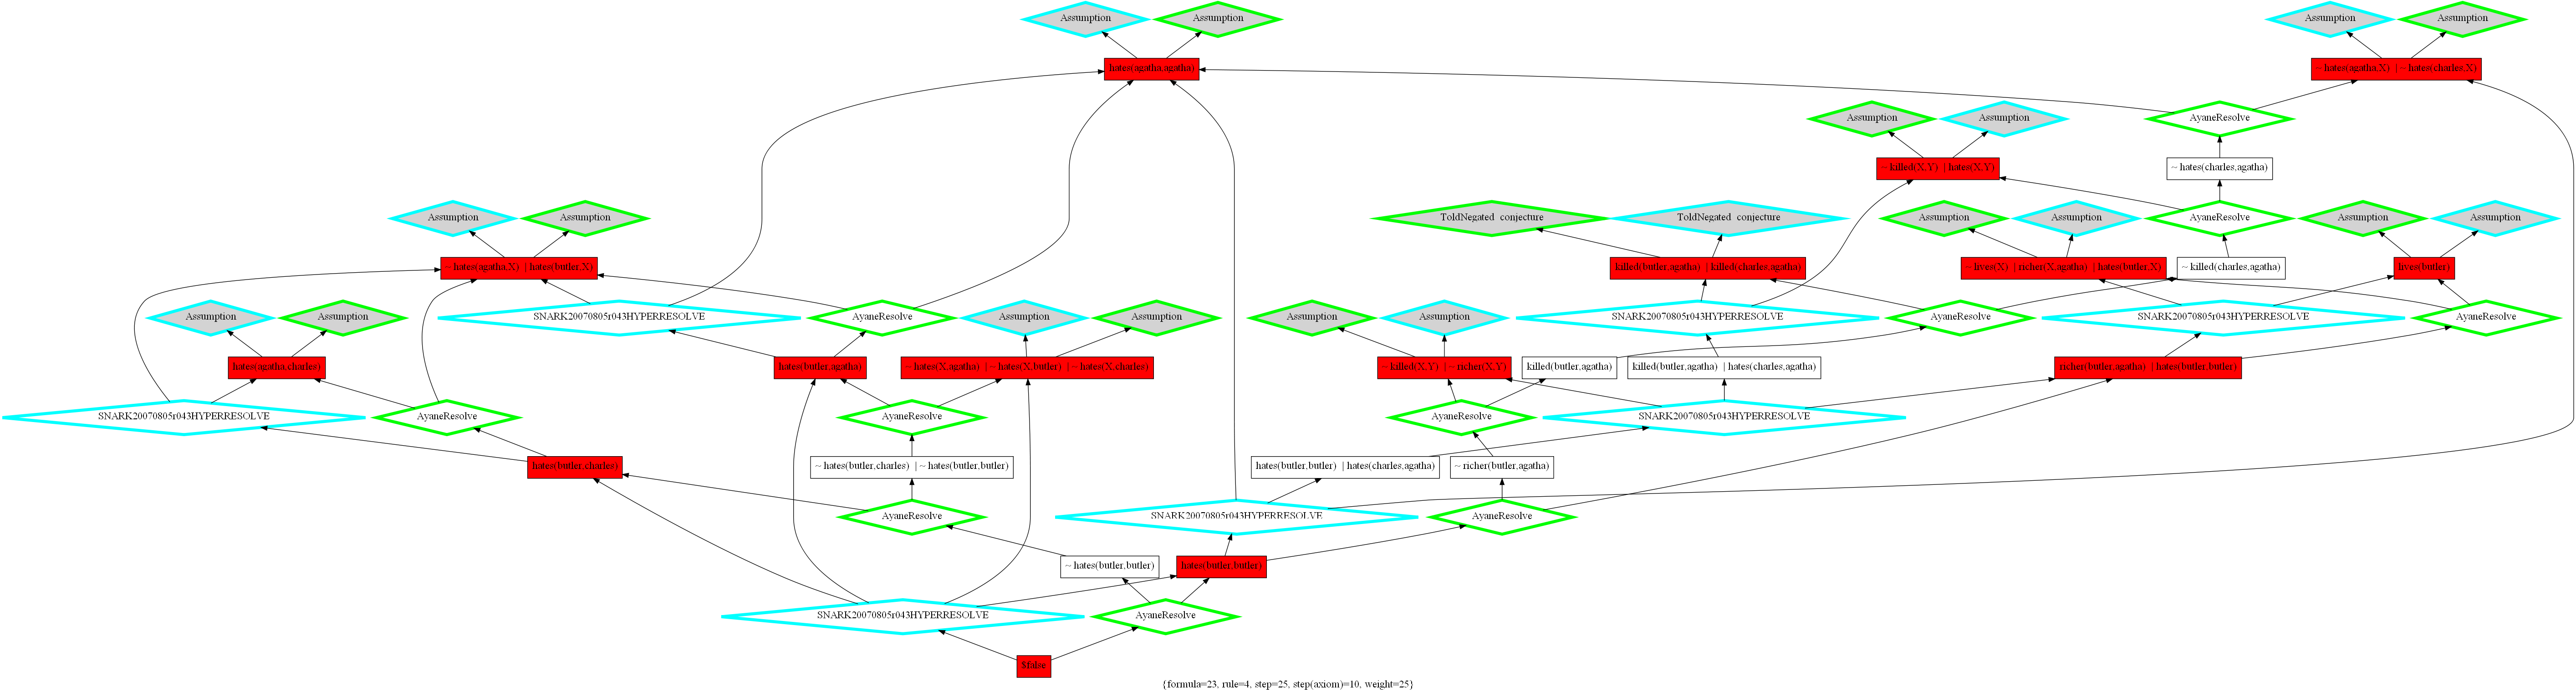 Assumption
Assumption
Assumption
Assumption
hates(agatha,agatha)
~ hates(agatha,X) | ~ hates(charles,X)
Assumption
Assumption
AyaneResolve
~ killed(X,Y) | hates(X,Y)
~ hates(charles,agatha)
Assumption
Assumption
ToldNegated conjecture
ToldNegated conjecture
Assumption
Assumption
AyaneResolve
Assumption
Assumption
~ hates(agatha,X) | hates(butler,X)
killed(butler,agatha) | killed(charles,agatha)
~ lives(X) | richer(X,agatha) | hates(butler,X)
~ killed(charles,agatha)
lives(butler)
Assumption
Assumption
SNARK20070805r043HYPERRESOLVE
AyaneResolve
Assumption
Assumption
Assumption
Assumption
SNARK20070805r043HYPERRESOLVE
AyaneResolve
SNARK20070805r043HYPERRESOLVE
AyaneResolve
hates(agatha,charles)
hates(butler,agatha)
~ hates(X,agatha) | ~ hates(X,butler) | ~ hates(X,charles)
~ killed(X,Y) | ~ richer(X,Y)
killed(butler,agatha)
killed(butler,agatha) | hates(charles,agatha)
richer(butler,agatha) | hates(butler,butler)
SNARK20070805r043HYPERRESOLVE
AyaneResolve
AyaneResolve
AyaneResolve
SNARK20070805r043HYPERRESOLVE
hates(butler,charles)
~ hates(butler,charles) | ~ hates(butler,butler)
hates(butler,butler) | hates(charles,agatha)
~ richer(butler,agatha)
AyaneResolve
SNARK20070805r043HYPERRESOLVE
AyaneResolve
~ hates(butler,butler)
hates(butler,butler)
SNARK20070805r043HYPERRESOLVE
AyaneResolve
$false
{formula=23, rule=4, step=25, step(axiom)=10, weight=25}